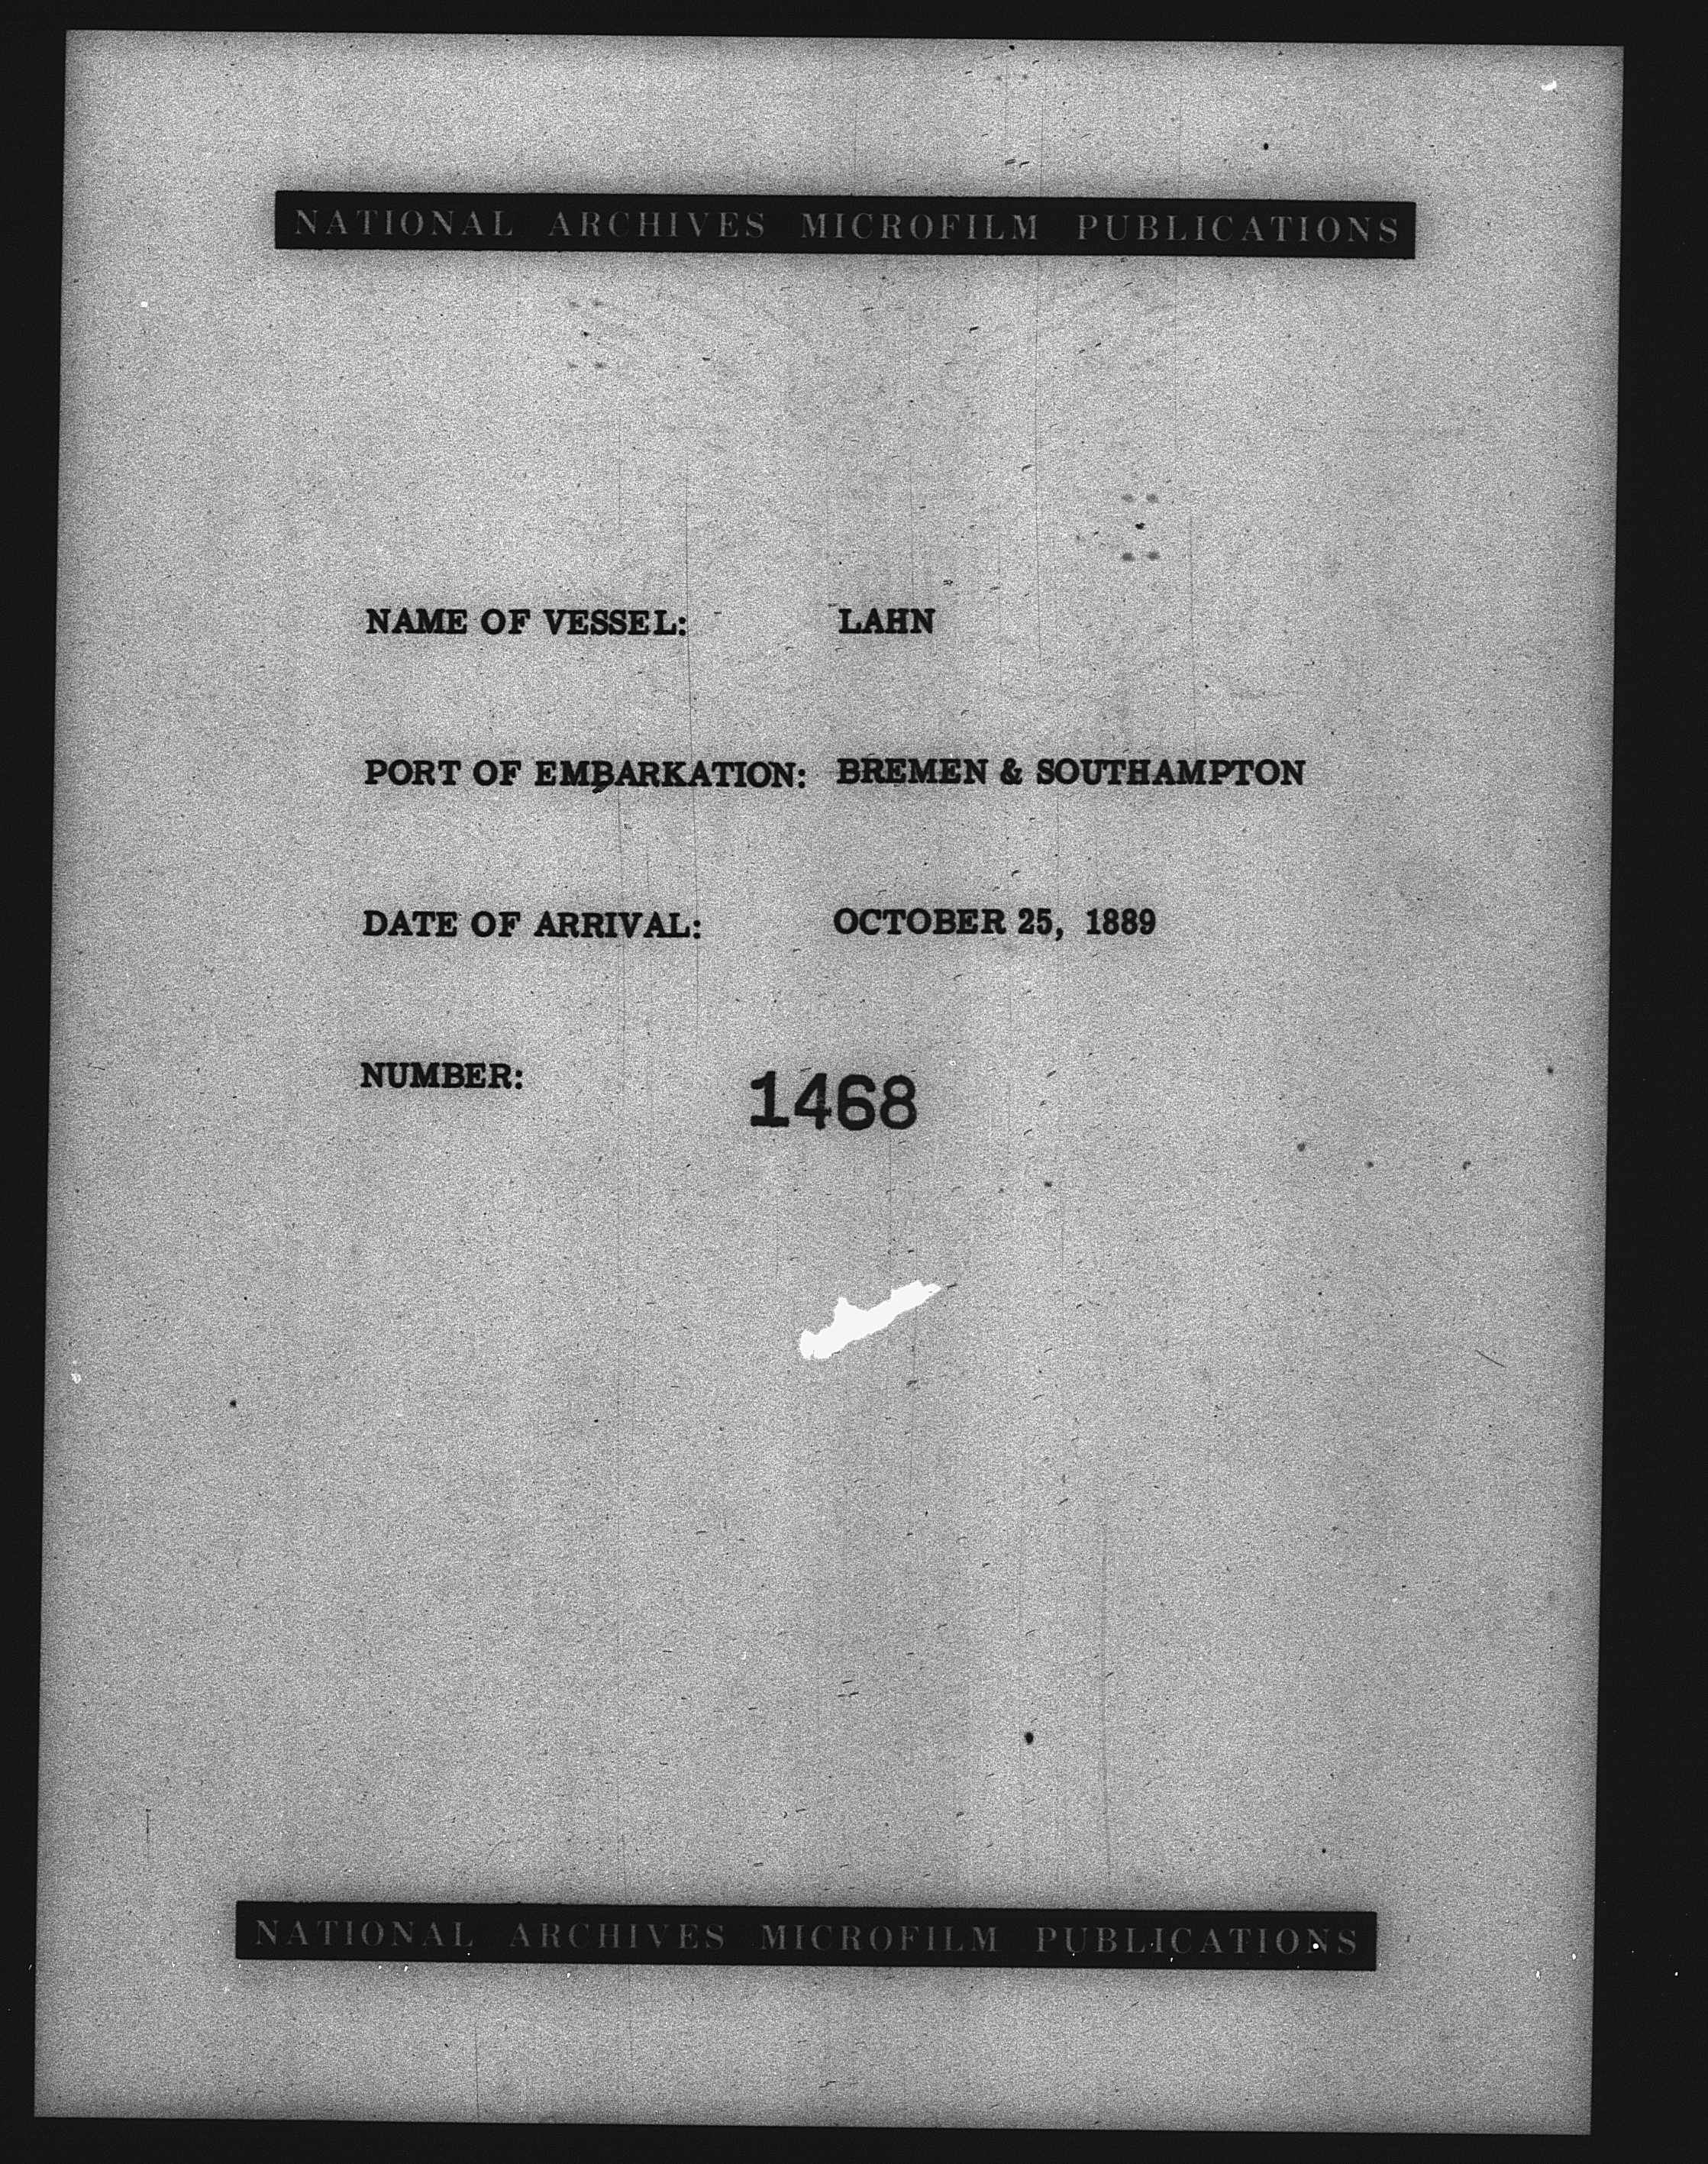 NATIONAL ARCHIVES MICROFILM PUBLICATIONS
NAME OF VESSEL: LAHN
PORT OF EMBARKATION: BREMEN & SOUTHAMPTON
DATE OF ARRIVAL: OCTOBER 25, 1889
NUMBER: 1468
NATIONAL ARCHIVES MICROFILM PUBLICATIONS